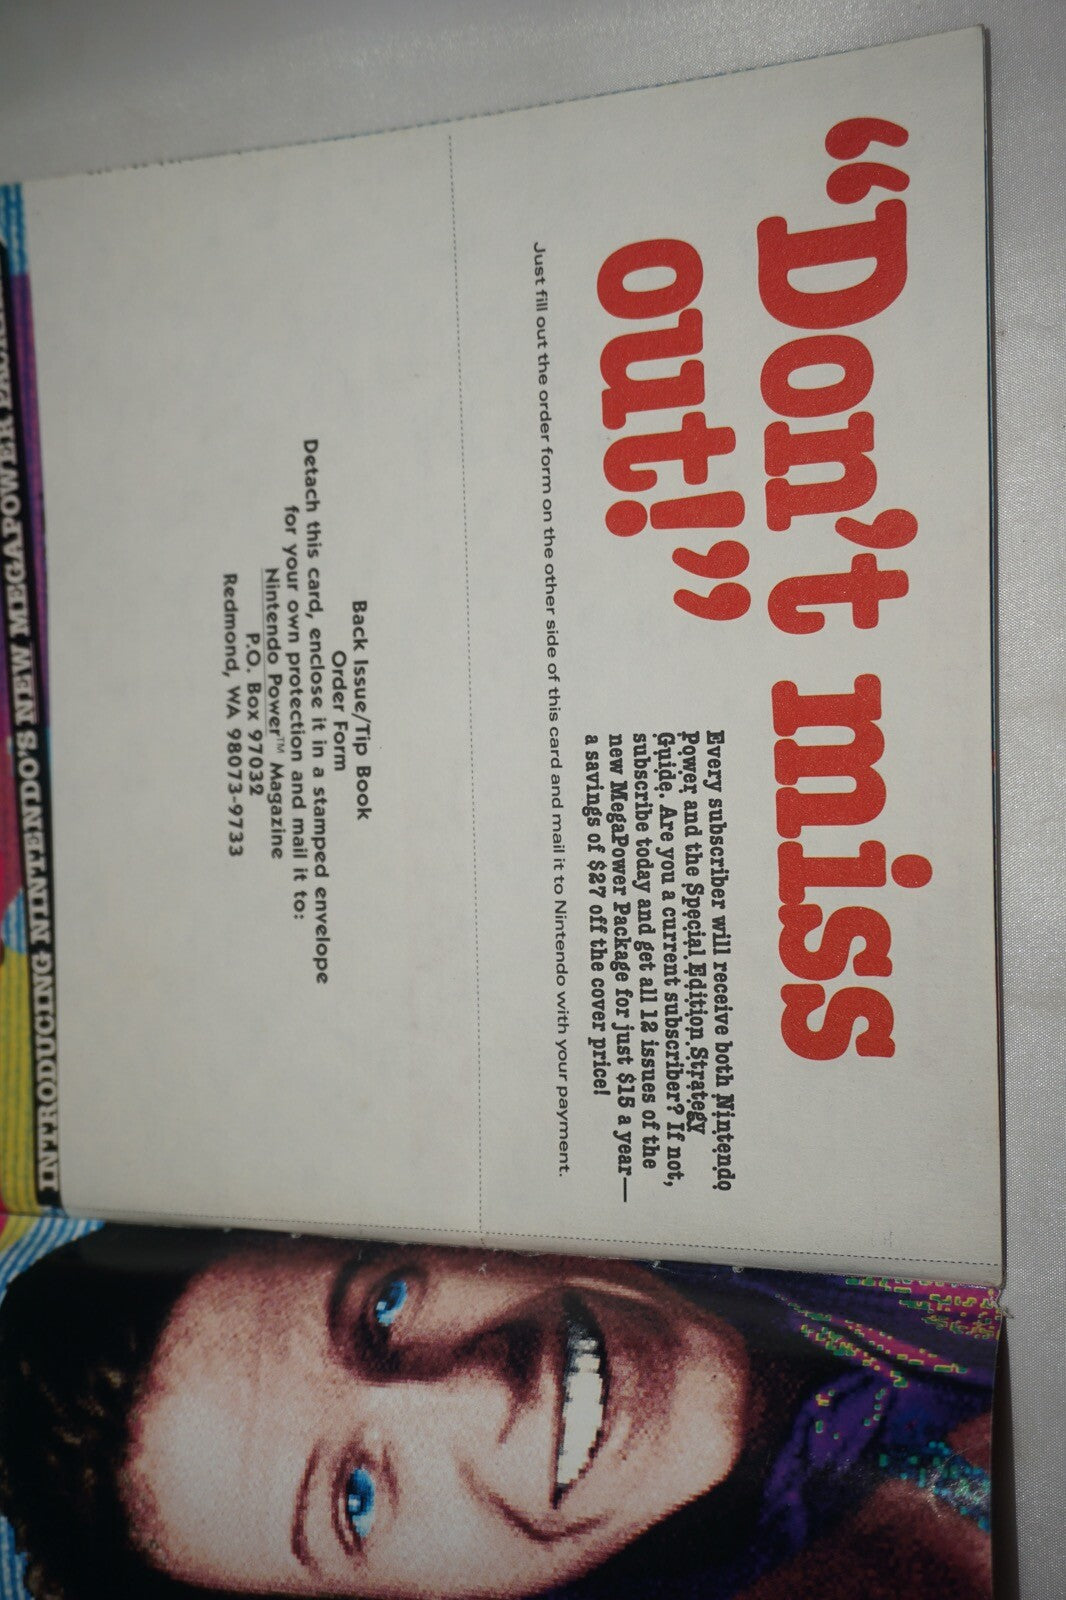 “Don’t miss
out!”
Every subscriber will receive both Nintendo
Power and the Special Edition Strategy
Guide. Are you a current subscriber? If not,
subscribe today and get all 12 issues of the
new MegaPower Package for just $15 a year—
a savings of $27 off the cover price!
Just fill out the order form on the other side of this card and mail it to Nintendo with your payment.
Back Issue/Tip Book
Order Form
Detach this card, enclose it in a stamped envelope
for your own protection and mail it to:
Nintendo Power™ Magazine
P.O. Box 97032
Redmond, WA 98073-9733
INTRODUCING NINTENDO'S NEW MEGAPOWER